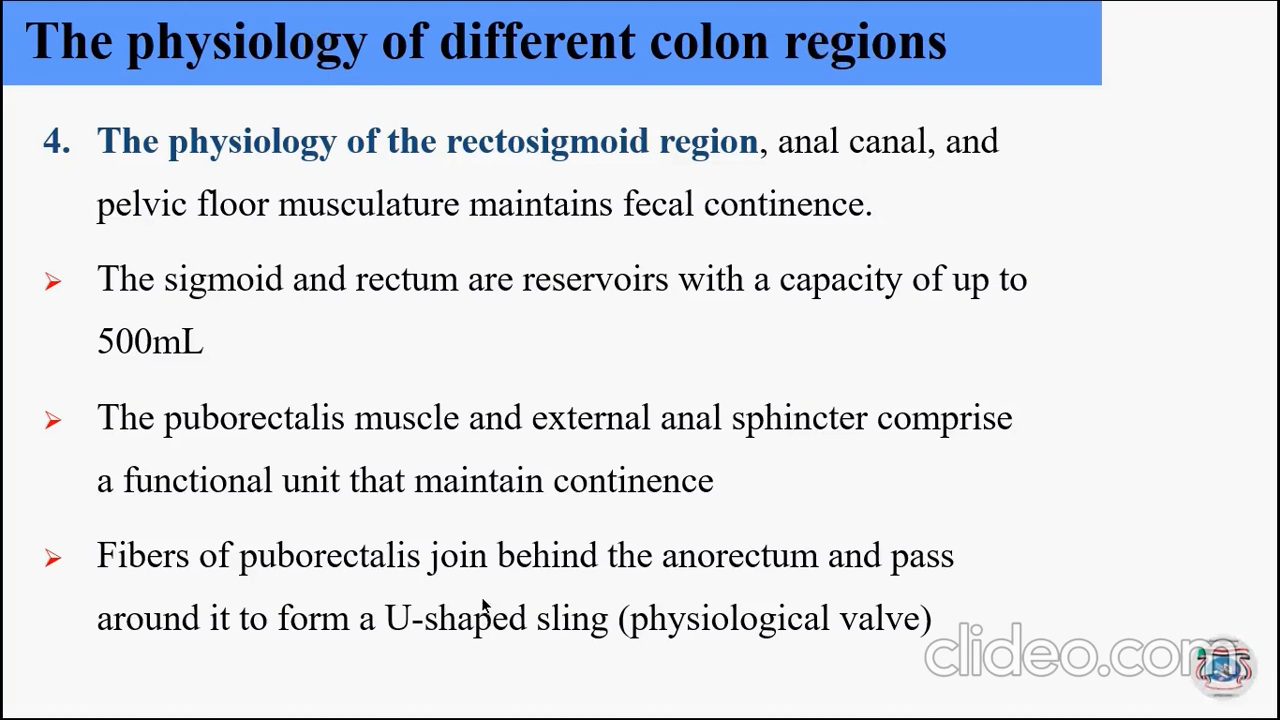 The physiology of different colon regions
4. The physiology of the rectosigmoid region, anal canal, and
pelvic floor musculature maintains fecal continence.
➢ The sigmoid and rectum are reservoirs with a capacity of up to
500mL
➢ The puborectalis muscle and external anal sphincter comprise
a functional unit that maintain continence
➢ Fibers of puborectalis join behind the anorectum and pass
around it to form a U-shaped sling (physiological valve)
clideo.com